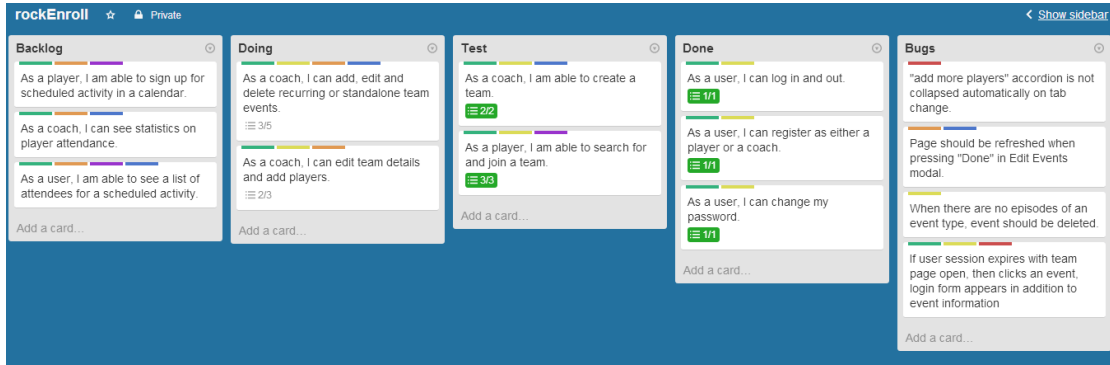 rockEnroll Private Show sidebar
Backlog
As a player, I am able to sign up for
scheduled activity in a calendar.
As a coach, I can see statistics on
player attendance.
As a user, I am able to see a list of
attendees for a scheduled activity.
Add a card...
Doing
As a coach, I can add, edit and
delete recurring or standalone team
events.
3/5
As a coach, I can edit team details
and add players.
2/3
Add a card...
Test
As a coach, I am able to create a
team.
2/2
As a player, I am able to search for
and join a team.
3/3
Add a card...
Done
As a user, I can log in and out.
1/1
As a user, I can register as either a
player or a coach.
1/1
As a user, I can change my
password.
1/1
Add a card...
Bugs
"add more players" accordion is not
collapsed automatically on tab
change.
Page should be refreshed when
pressing "Done" in Edit Events
modal.
When there are no episodes of an
event type, event should be deleted.
If user session expires with team
page open, then clicks an event,
login form appears in addition to
event information
Add a card...